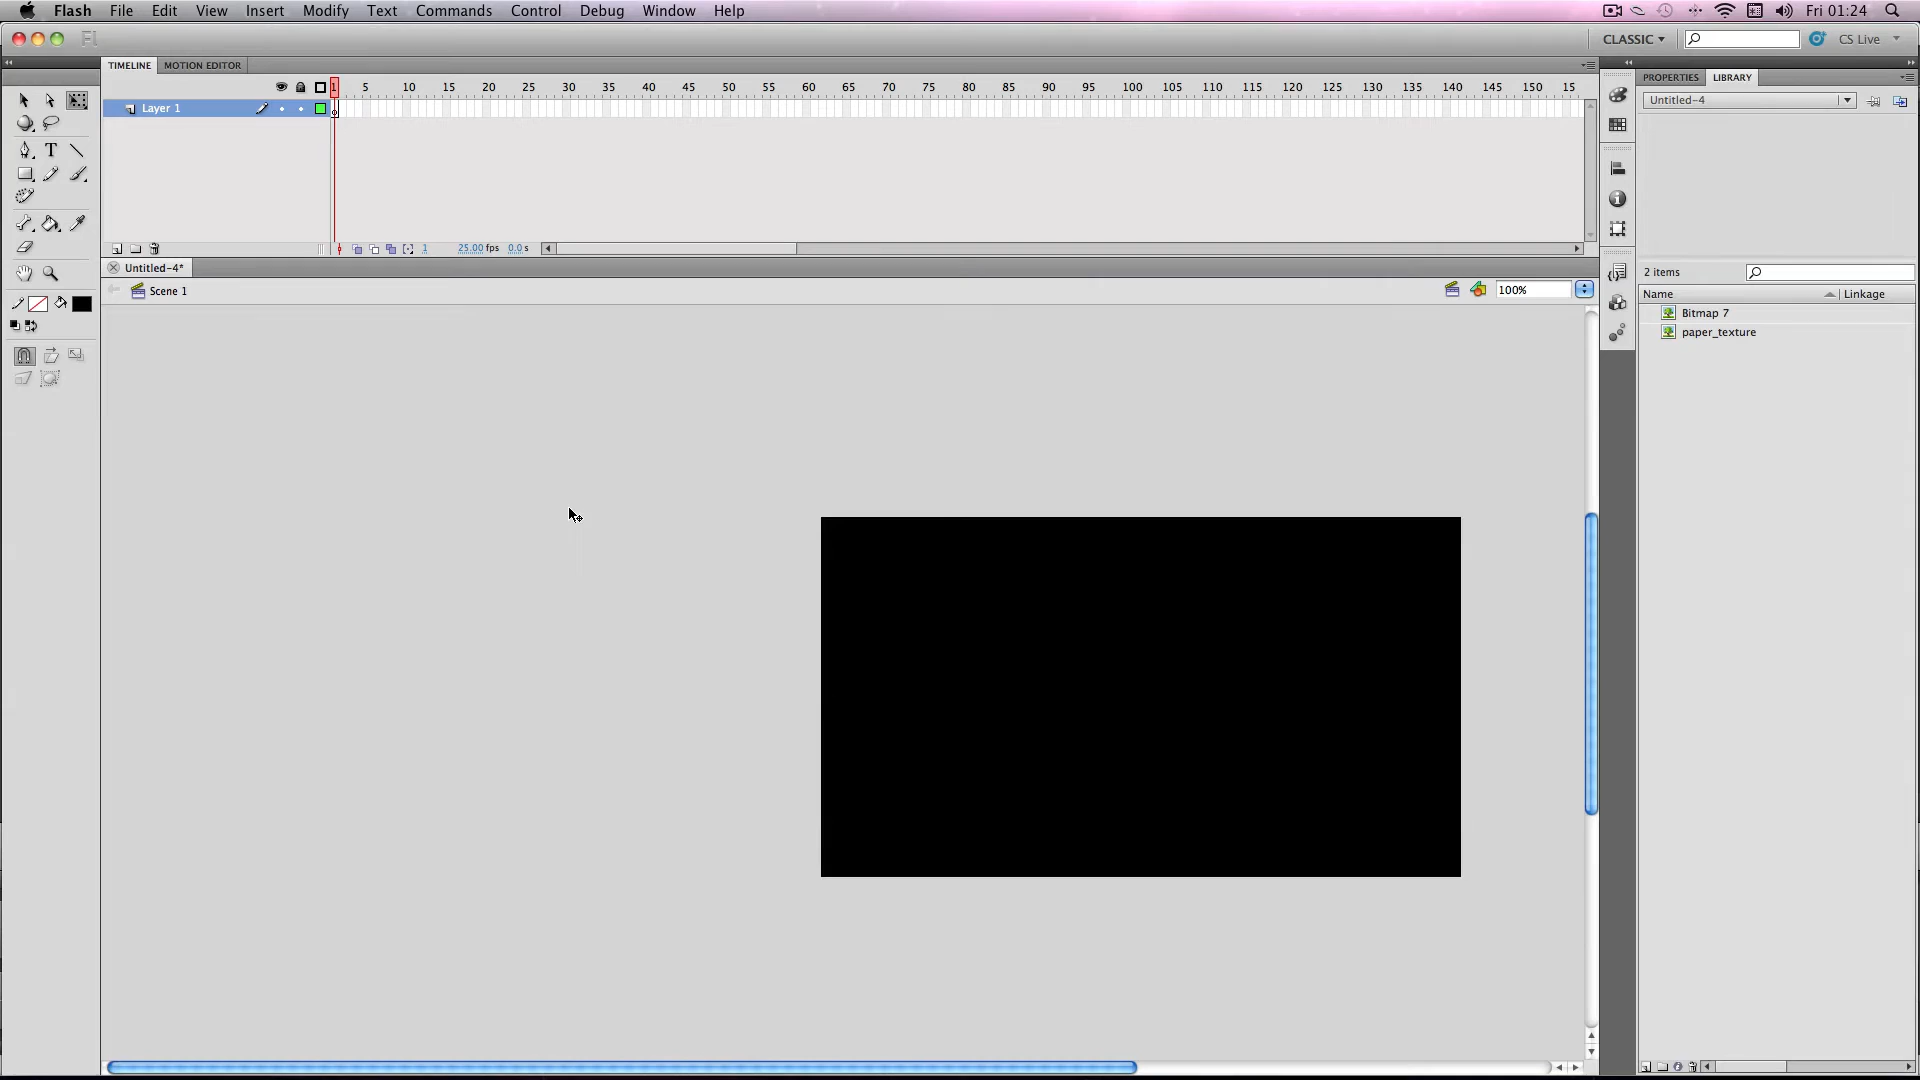 Flash File Edit View Insert Modify Text Commands Control Debug Window Help Fri 01:24
Fl CLASSIC CS Live
TIMELINE MOTION EDITOR
PROPERTIES LIBRARY
1 5 10 15 20 25 30 35 40 45 50 55 60 65 70 75 80 85 90 95 100 105 110 115 120 125 130 135 140 145 150 15
Layer 1
Untitled-4
1 25.00 fps 0.0 s
Untitled-4*
2 items
Scene 1
100%
Name Linkage
Bitmap 7
paper_texture